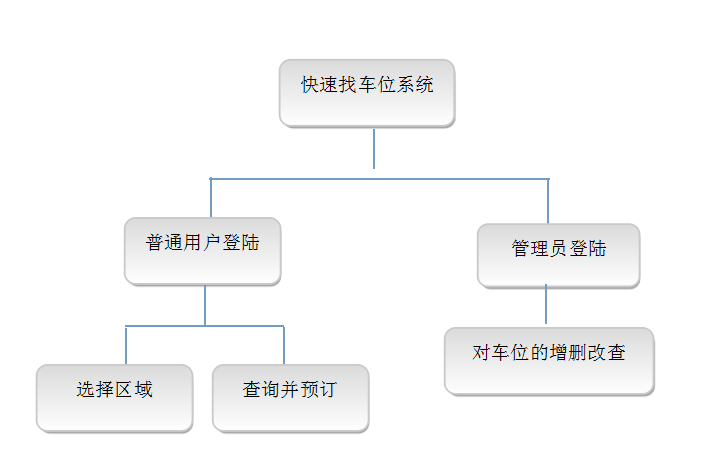 快速找车位系统
普通用户登陆
管理员登陆
对车位的增删改查
选择区域
查询并预订